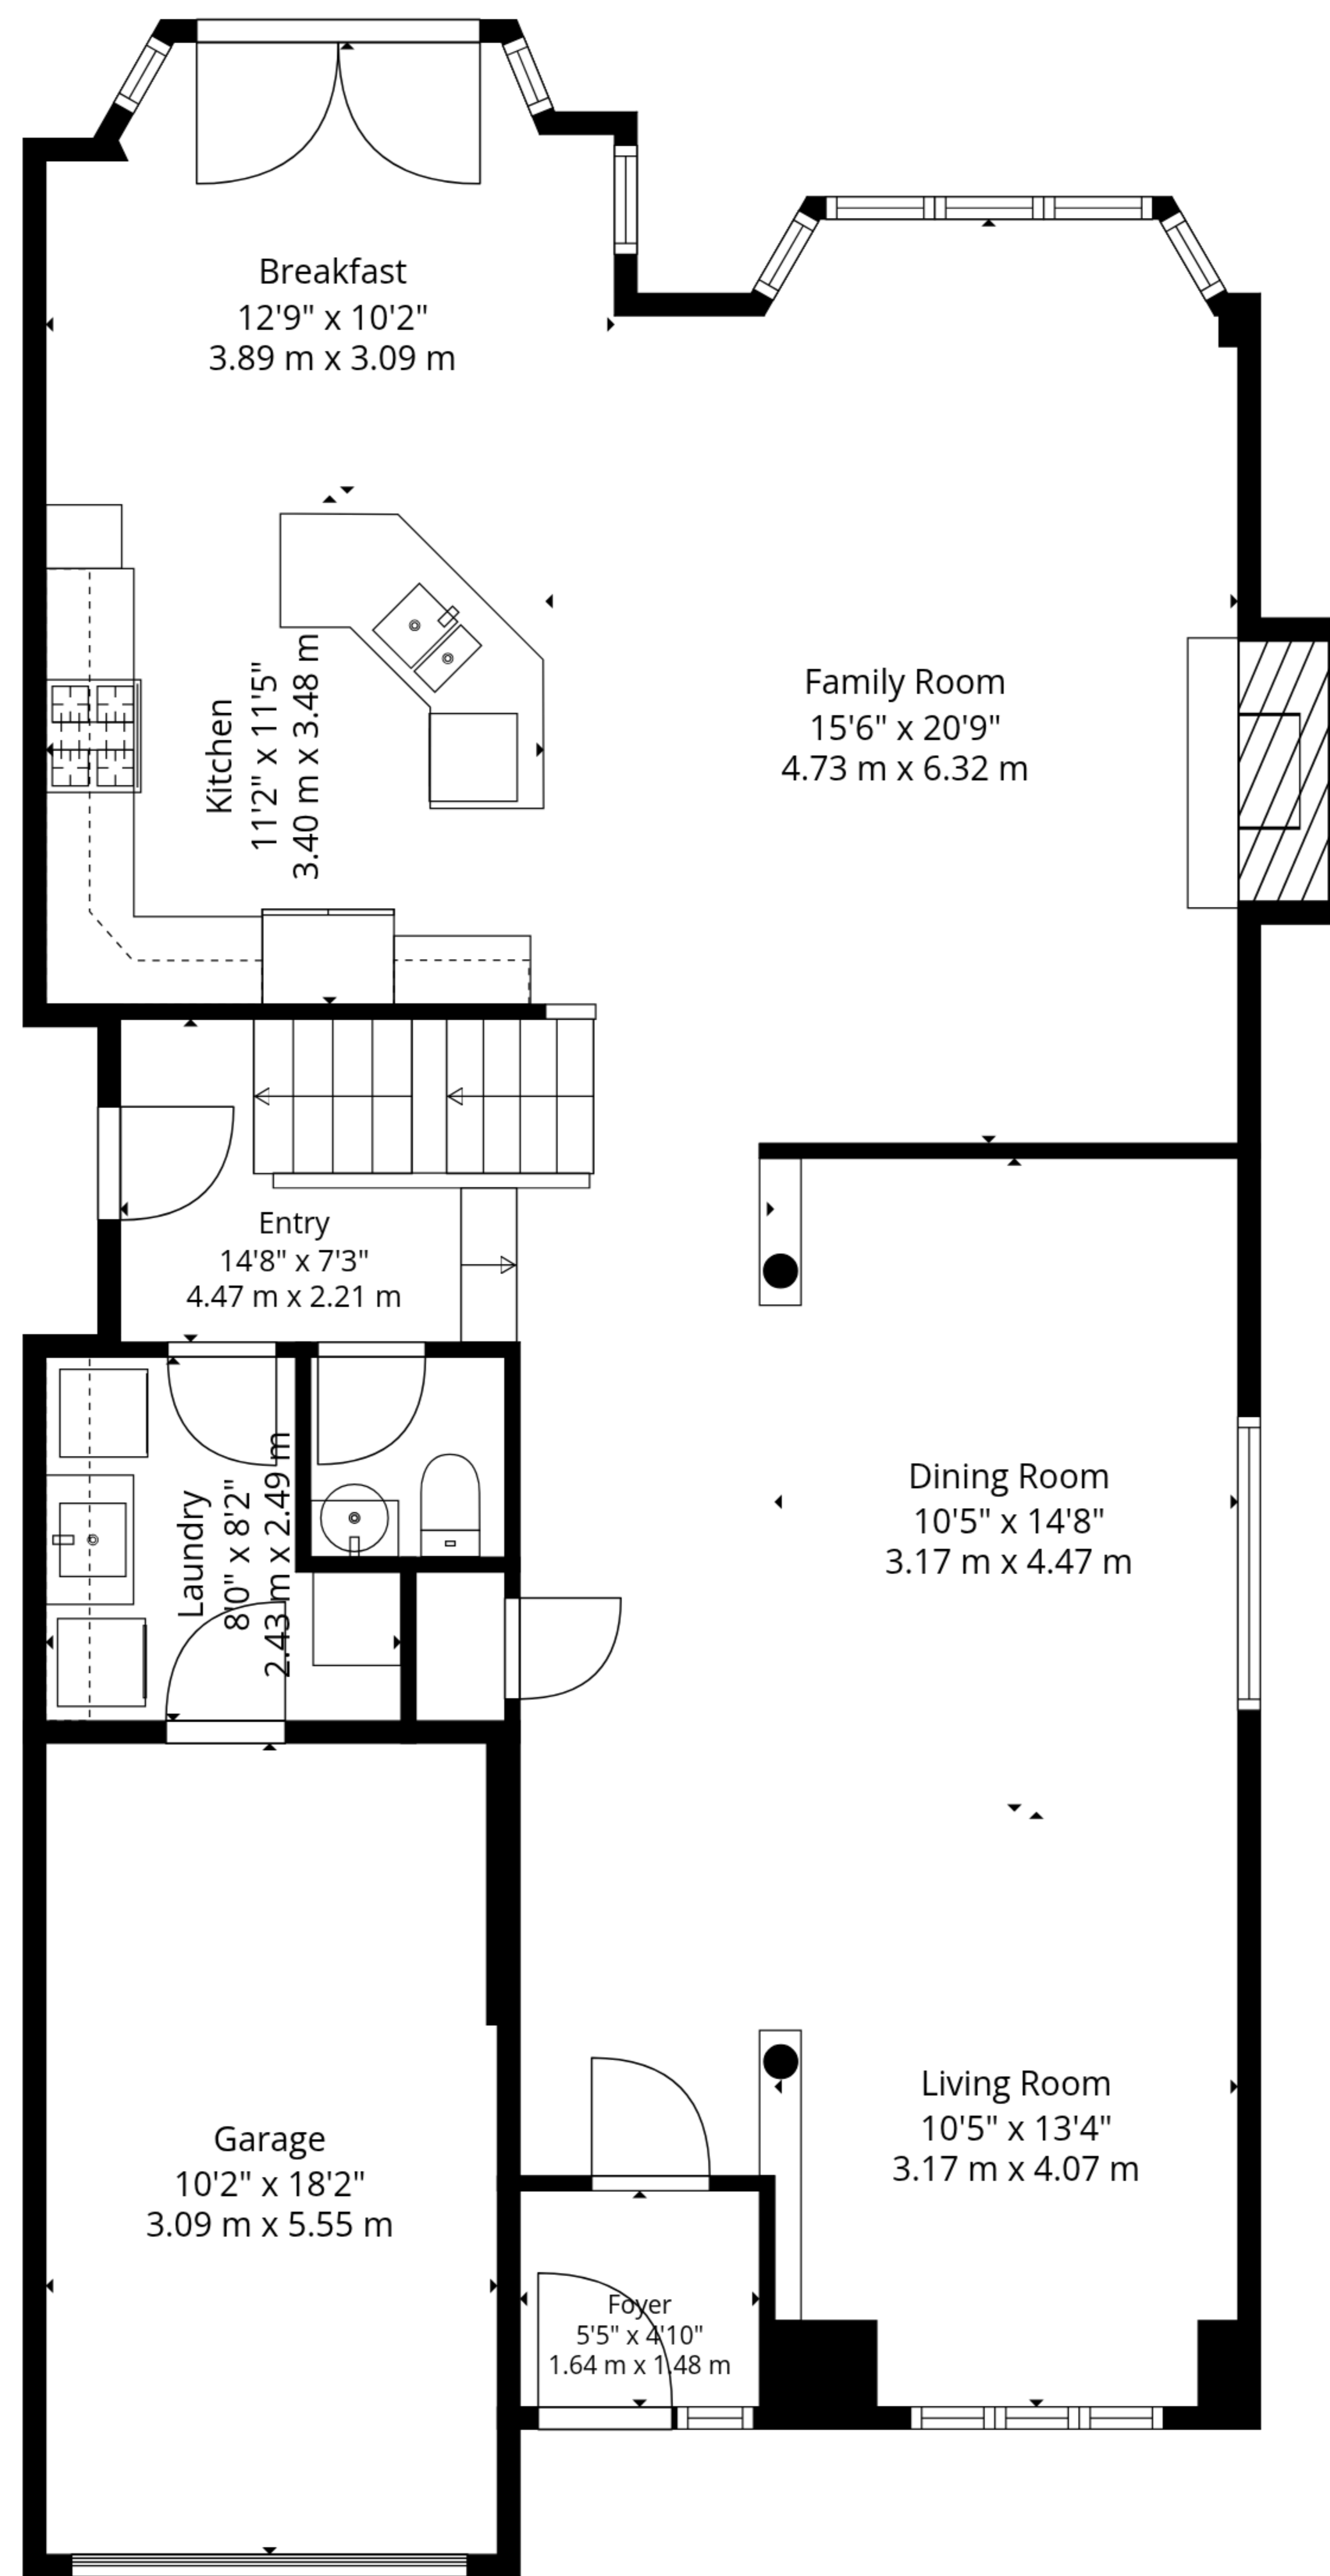 Breakfast
12'9" x 10'2"
3.89 m x 3.09 m
Family Room
15'6" x 20'9"
4.73 m x 6.32 m
Kitchen
11'2" x 11'5"
3.40 m x 3.48 m
Entry
14'8" x 7'3"
4.47 m x 2.21 m
Laundry
8'0" x 8'2"
2.43 m x 2.49 m
Dining Room
10'5" x 14'8"
3.17 m x 4.47 m
Living Room
10'5" x 13'4"
3.17 m x 4.07 m
Garage
10'2" x 18'2"
3.09 m x 5.55 m
Foyer
5'5" x 4'10"
1.64 m x 1.48 m